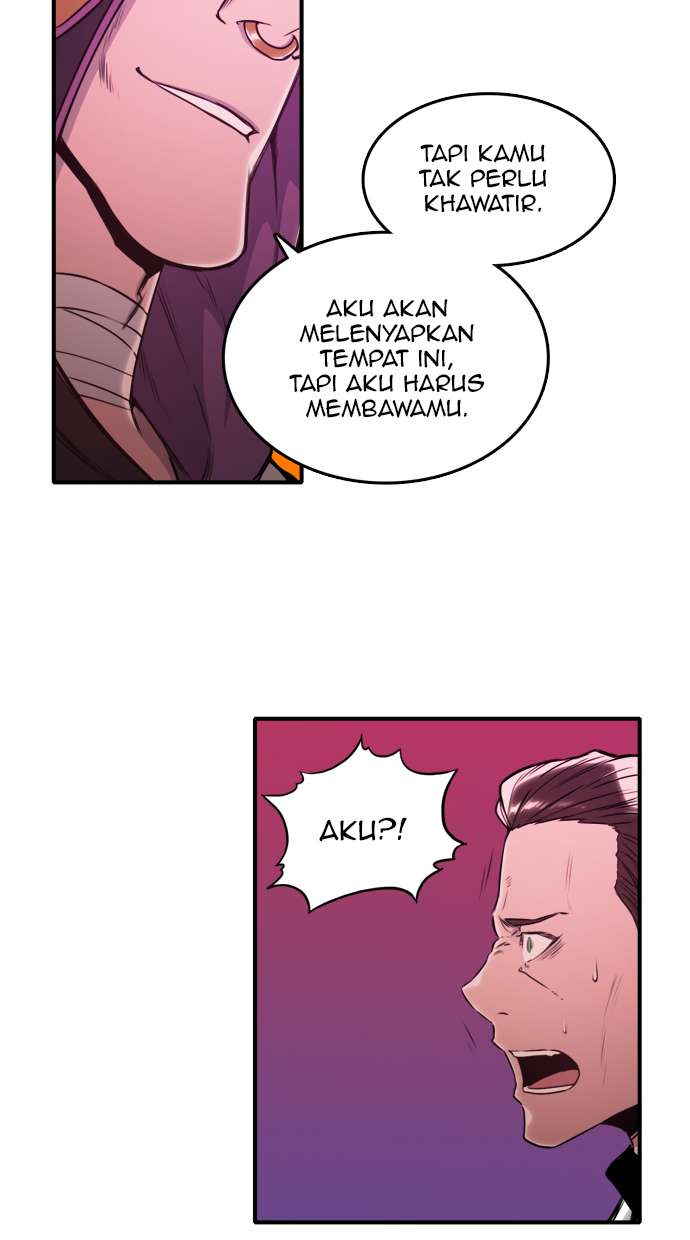 TAPI KAMU
TAK PERLU
KHAWATIR.
AKU AKAN
MELENYAPKAN
TEMPAT INI,
TAPI AKU HARUS
MEMBAWAMU.
AKU?!